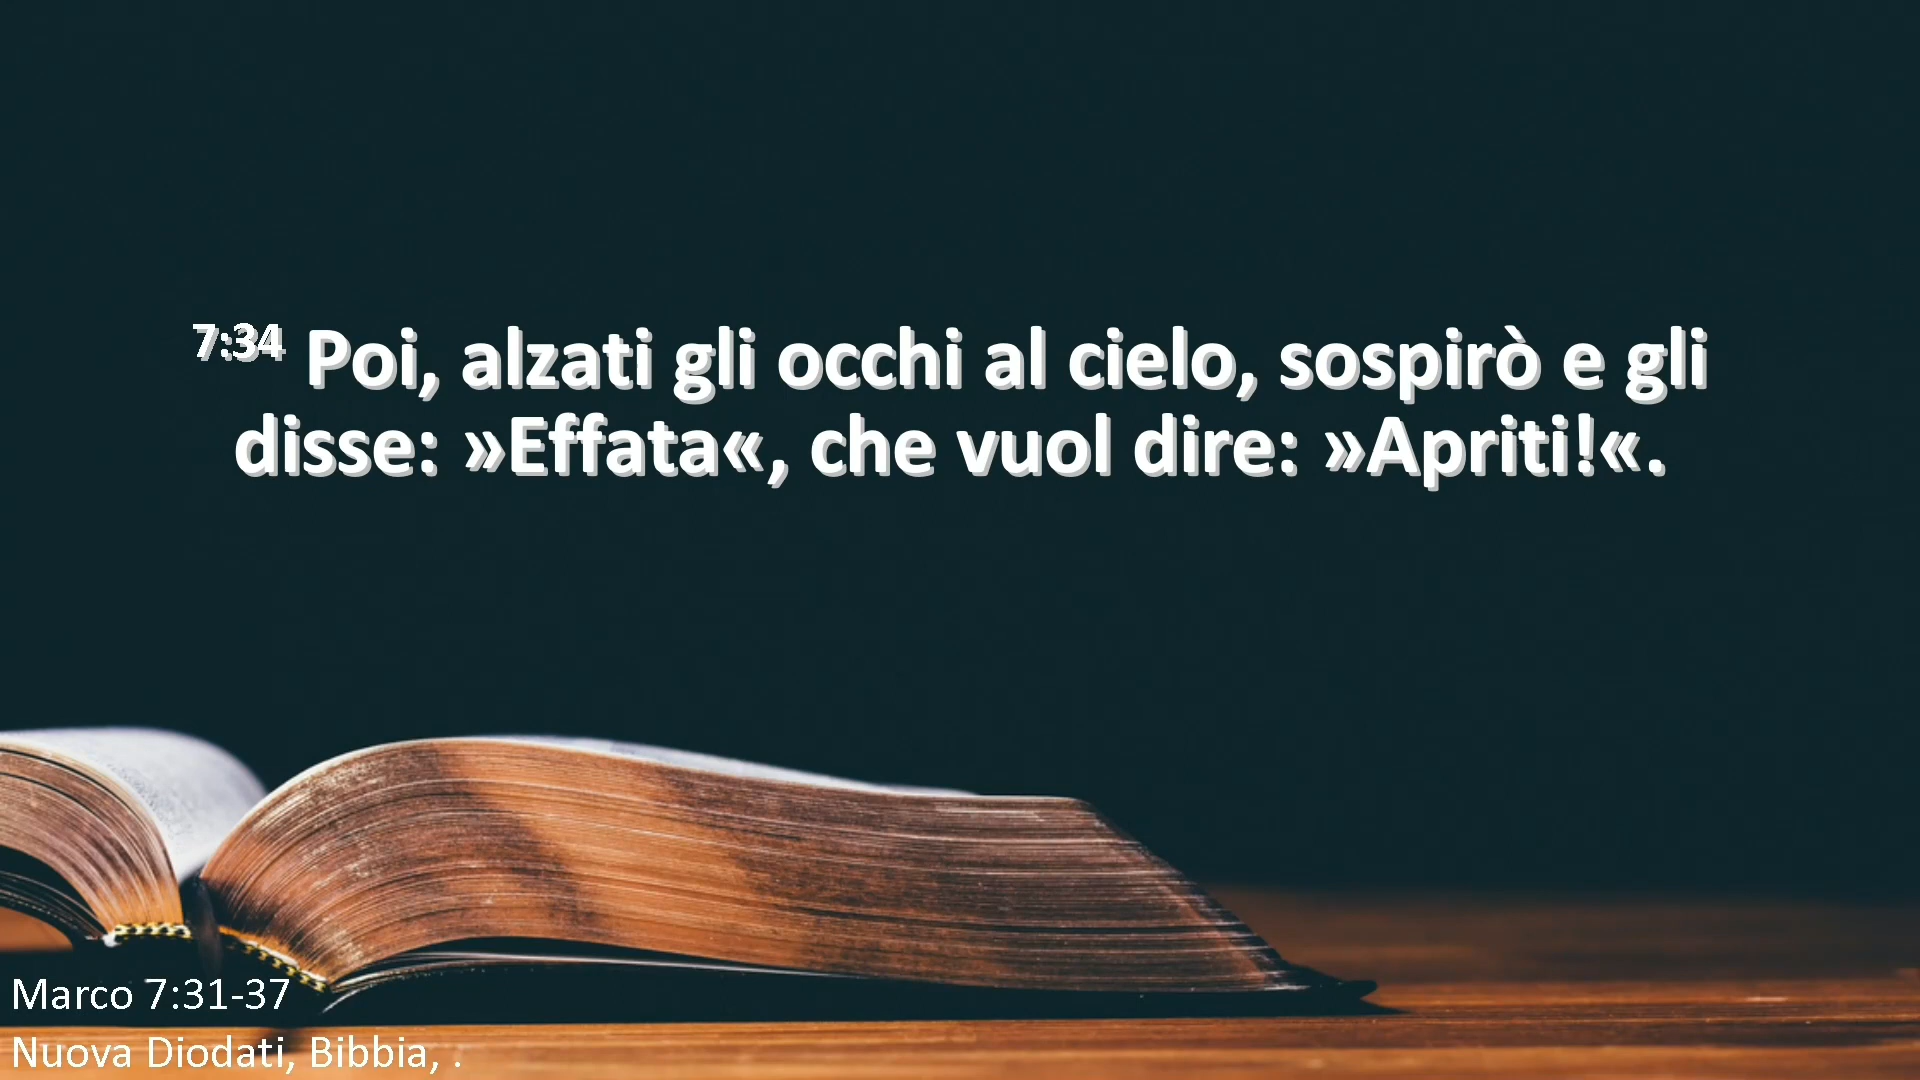 7:34 Poi, alzati gli occhi al cielo, sospirò e gli
disse: »Effata«, che vuol dire: »Apriti!«.
Marco 7:31-37
Nuova Diodati, Bibbia, .